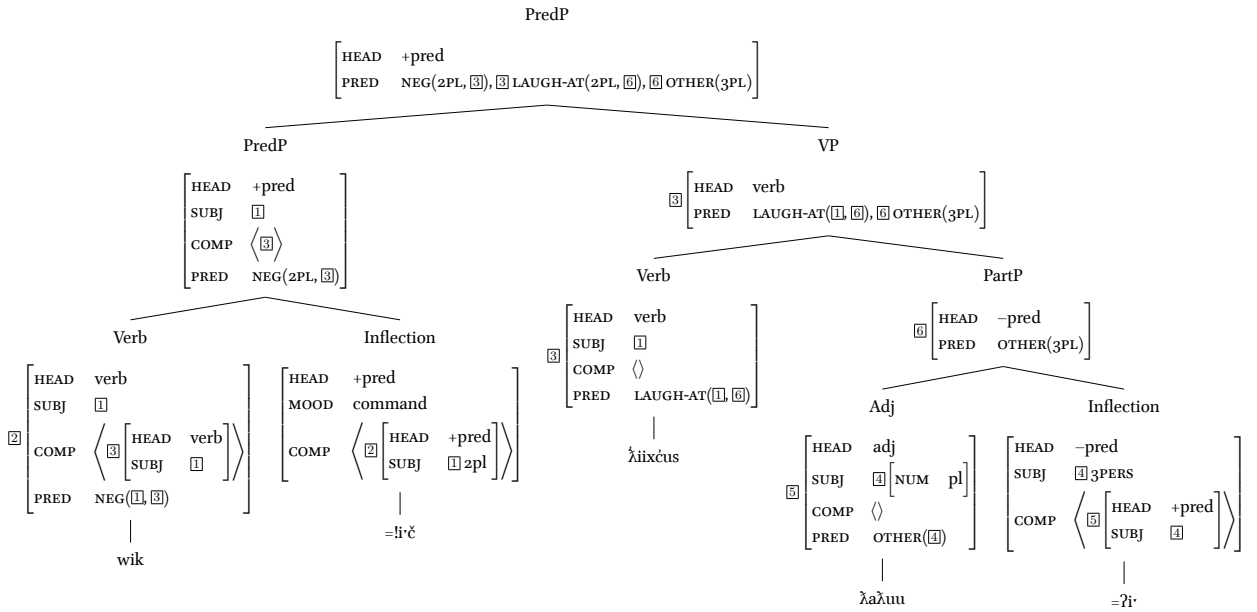 PredP
HEAD +pred
PRED NEG(2PL, 3), 3 LAUGH-AT(2PL, 6), 6 OTHER(3PL)
PredP VP
HEAD +pred
SUBJ 1
COMP ⟨3⟩
PRED NEG(2PL, 3)
3 HEAD verb
PRED LAUGH-AT(1, 6), 6 OTHER(3PL)
Verb Inflection
2 HEAD verb
SUBJ 1
COMP ⟨3 [HEAD verb
SUBJ 1]⟩
PRED NEG(1, 3)
wik
HEAD +pred
MOOD command
COMP ⟨2 [HEAD +pred
SUBJ 1 2pl]⟩
=!iˑč
Verb PartP
3 HEAD verb
SUBJ 1
COMP ⟨⟩
PRED LAUGH-AT(1, 6)
ƛ̓iixc̓us
6 HEAD –pred
PRED OTHER(3PL)
Adj Inflection
5 HEAD adj
SUBJ 4 [NUM pl]
COMP ⟨⟩
PRED OTHER(4)
ƛaƛuu
HEAD –pred
SUBJ 4 3PERS
COMP ⟨5 [HEAD +pred
SUBJ 4]⟩
=ʔiˑ